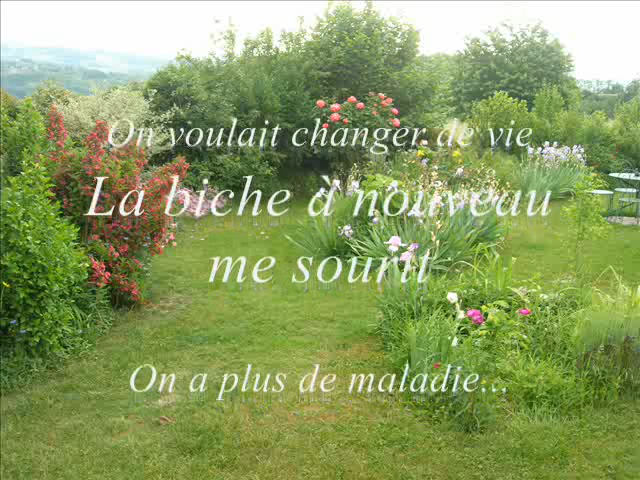 On voulait changer de vie
La biche à nouveau
me sourit
On a plus de maladie...